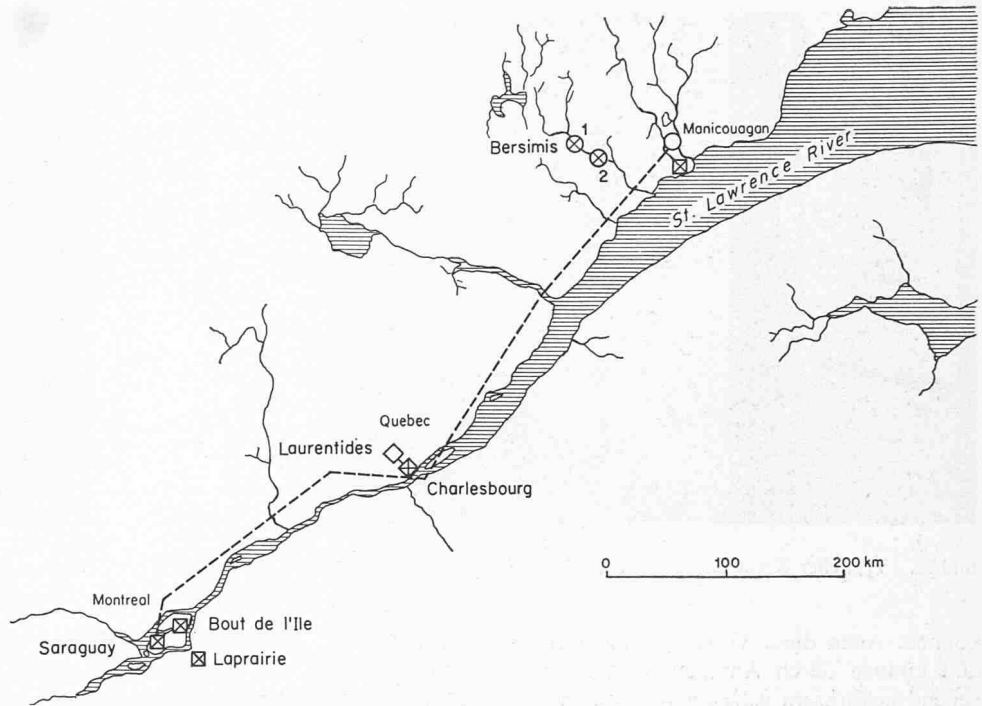 1
Manicouagan
Bersimis
2
St. Lawrence River
Quebec
Laurentides
Charlesbourg
0 100 200 km
Montreal
Bout de l'Ile
Saraguay
Laprairie